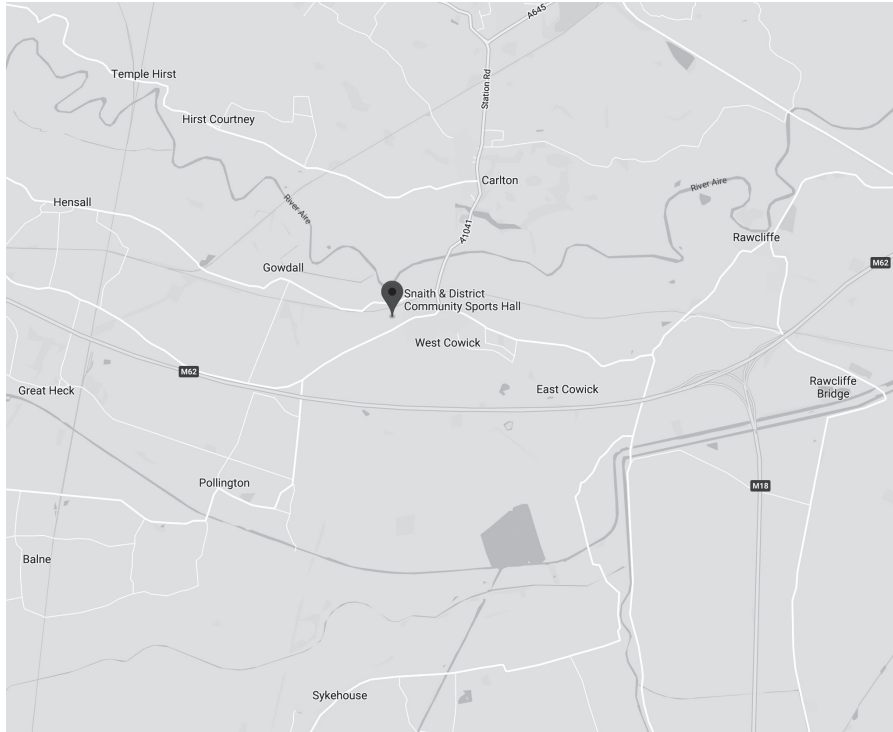 A645
Temple Hirst
Station Rd
Hirst Courtney
Carlton
River Aire
Hensall
River Aire
A1041
Rawcliffe
Gowdall
M62
Snaith & District
Community Sports Hall
West Cowick
M62
Great Heck
East Cowick
Rawcliffe
Bridge
Pollington
M18
Balne
Sykehouse